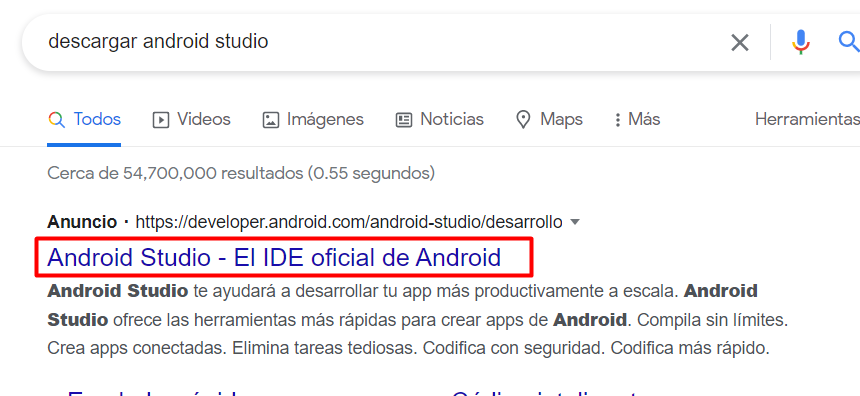 descargar android studio
Todos Videos Imágenes Noticias Maps Más Herramientas
Cerca de 54,700,000 resultados (0.55 segundos)
Anuncio · https://developer.android.com/android-studio/desarrollo
Android Studio - El IDE oficial de Android
Android Studio te ayudará a desarrollar tu app más productivamente a escala. Android
Studio ofrece las herramientas más rápidas para crear apps de Android. Compila sin límites.
Crea apps conectadas. Elimina tareas tediosas. Codifica con seguridad. Codifica más rápido.